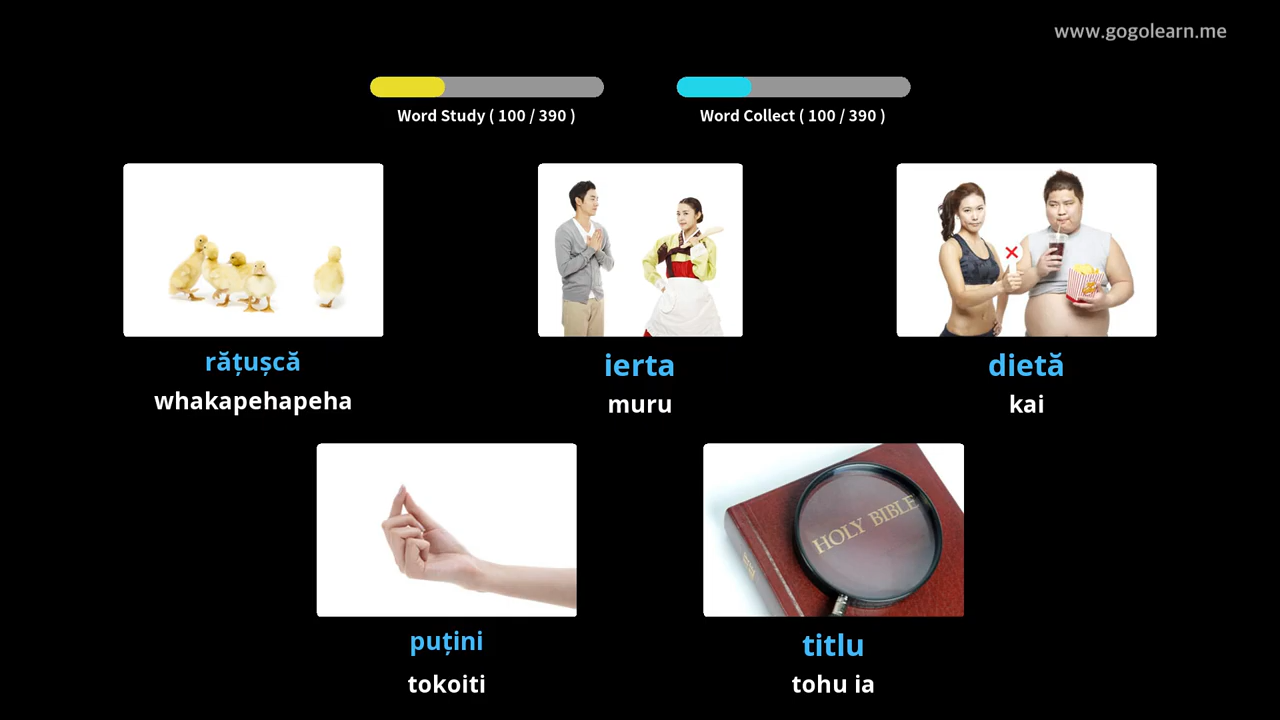 www.gogolearn.me
Word Study ( 100 / 390 )
Word Collect ( 100 / 390 )
rățușcă
whakapehapeha
ierta
muru
dietă
kai
HOLY BIBLE
puțini
tokoiti
titlu
tohu ia